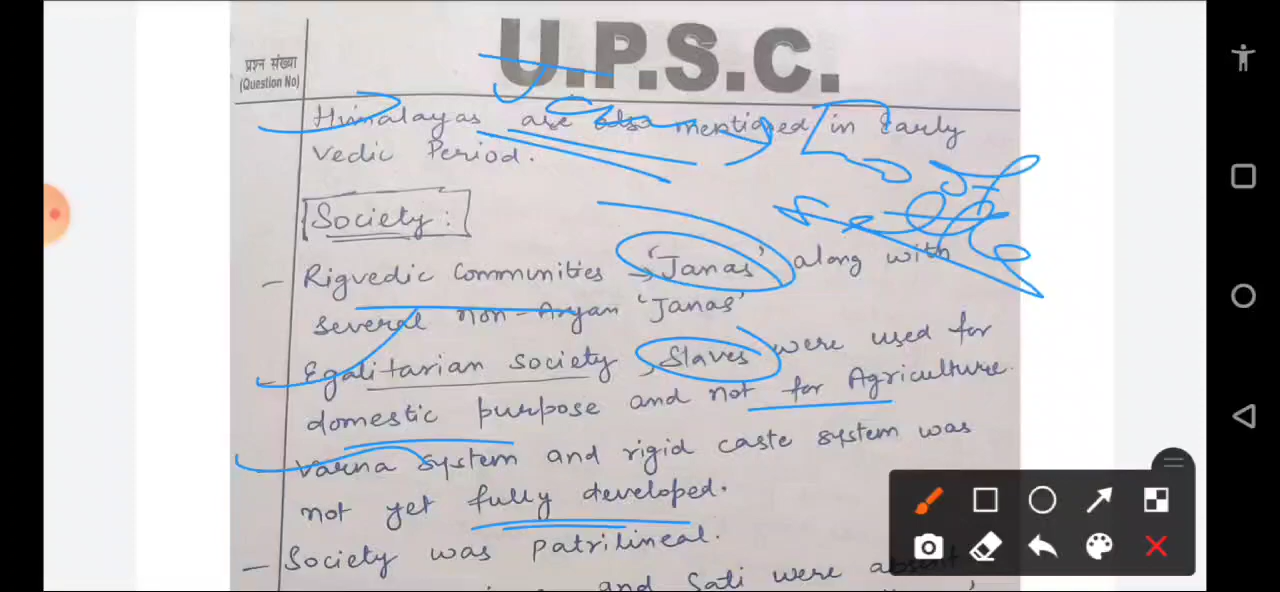 U.P.S.C.
प्रश्न संख्या
(Question No)
Himalayas are also mentioned in Early
Vedic Period.
Society :
- Rigvedic Communities → 'Janas' along with
several non-Aryan 'Janas'
- Egalitarian society, Slaves were used for
domestic purpose and not for Agriculture.
- Varna system and rigid caste system was
not yet fully developed.
- Society was patrilineal.
and Sati were absent